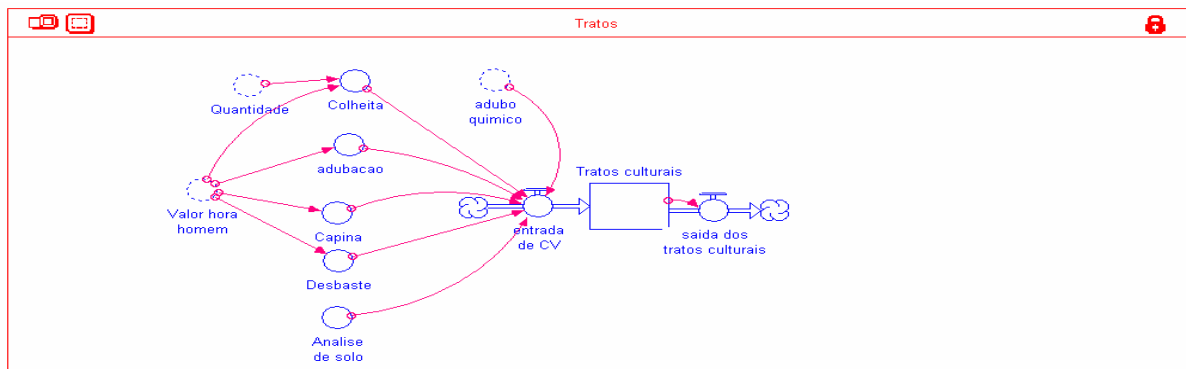 Tratos
Quantidade
Colheita
adubo
quimico
adubacao
Tratos culturais
Valor hora
homem
Capina
entrada
de CV
saida dos
tratos culturais
Desbaste
Analise
de solo